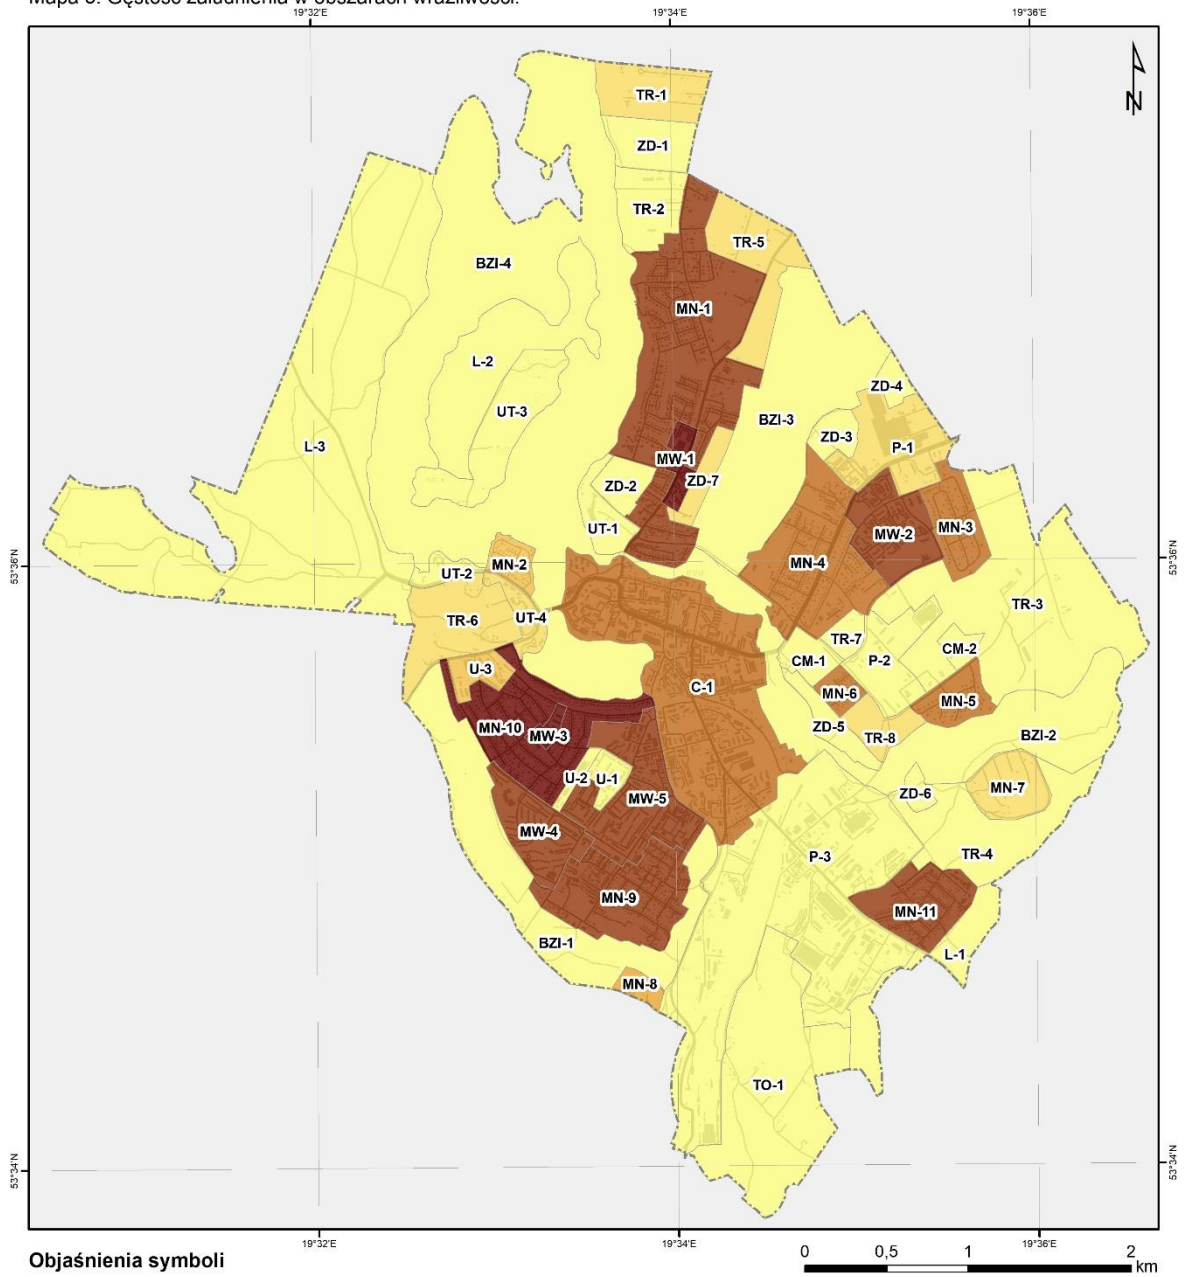 Mapa 5. Gęstość zaludnienia w obszarach wrażliwości.
19°32'E 19°34'E 19°36'E
N
TR-1
ZD-1
TR-2
TR-5
BZI-4
MN-1
L-2
ZD-4
UT-3
BZI-3
ZD-3
L-3
P-1
MW-1
ZD-7
ZD-2
UT-1
MW-2
MN-3
53°36'N
53°36'N
MN-2
UT-2
MN-4
TR-3
TR-6
UT-4
TR-7
CM-2
CM-1
P-2
U-3
C-1
MN-6
MN-5
MN-10
MW-3
ZD-5
TR-8
BZI-2
U-2
U-1
MN-7
MW-5
ZD-6
MW-4
P-3
TR-4
MN-9
MN-11
BZI-1
L-1
MN-8
TO-1
53°34'N
53°34'N
19°32'E 19°34'E 19°36'E
Objaśnienia symboli
0 0,5 1 2
km